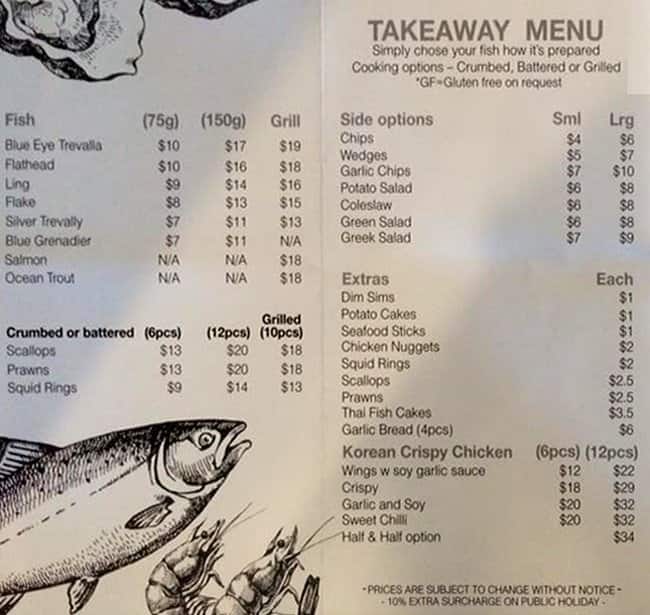 TAKEAWAY MENU
Simply chose your fish how it's prepared
Cooking options – Crumbed, Battered or Grilled
*GF=Gluten free on request
Fish (75g) (150g) Grill
Blue Eye Trevalla $10 $17 $19
Flathead $10 $16 $18
Ling $9 $14 $16
Flake $8 $13 $15
Silver Trevally $7 $11 $13
Blue Grenadier $7 $11 N/A
Salmon N/A N/A $18
Ocean Trout N/A N/A $18
Grilled
Crumbed or battered (6pcs) (12pcs) (10pcs)
Scallops $13 $20 $18
Prawns $13 $20 $18
Squid Rings $9 $14 $13
Side options Sml Lrg
Chips $4 $6
Wedges $5 $7
Garlic Chips $7 $10
Potato Salad $6 $8
Coleslaw $6 $8
Green Salad $6 $8
Greek Salad $7 $9
Extras Each
Dim Sims $1
Potato Cakes $1
Seafood Sticks $1
Chicken Nuggets $2
Squid Rings $2
Scallops $2.5
Prawns $2.5
Thai Fish Cakes $3.5
Garlic Bread (4pcs) $6
Korean Crispy Chicken (6pcs) (12pcs)
Wings w soy garlic sauce $12 $22
Crispy $18 $29
Garlic and Soy $20 $32
Sweet Chilli $20 $32
Half & Half option $34
-PRICES ARE SUBJECT TO CHANGE WITHOUT NOTICE -
- 10% EXTRA SURCHARGE ON PUBLIC HOLIDAY -